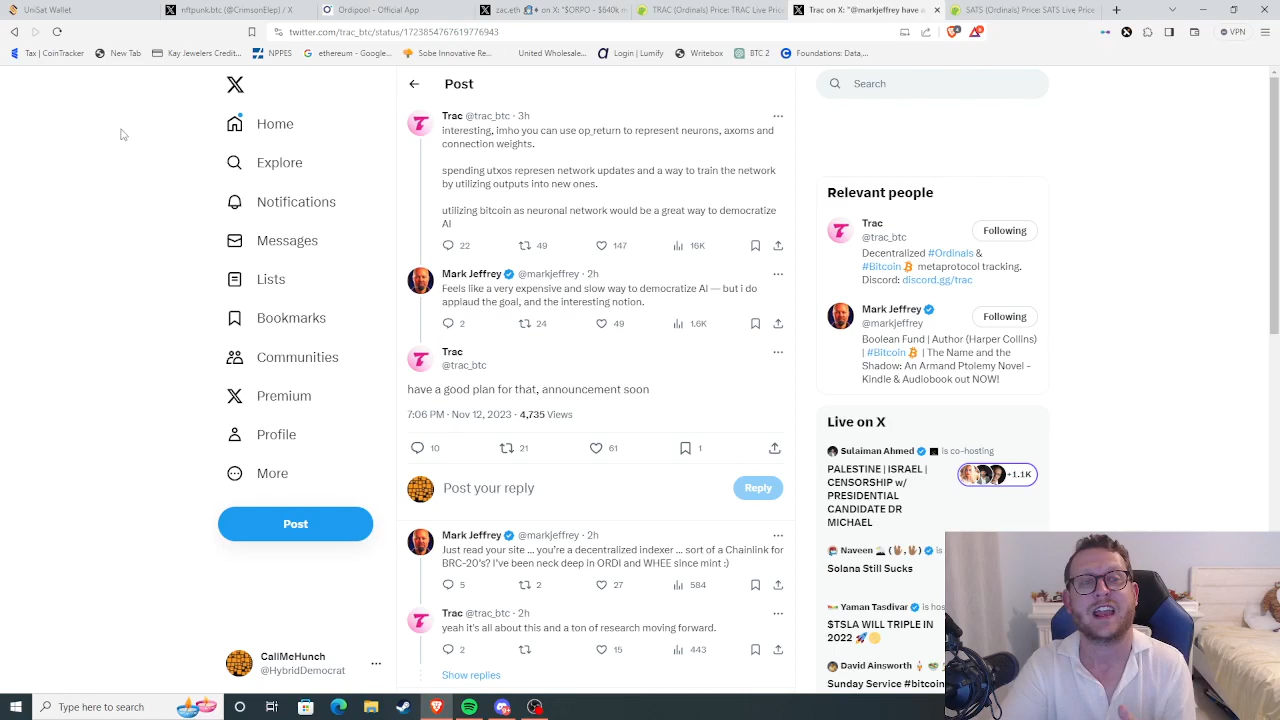 UniSat Wallet
nftpunk.btc (@CrimsonElep) / X
Ordipool - Official App
zac.eth on X: "$ORPO - $640k m
TRAC (Ordinals) Price: TRAC Live Pric
Trac on X: "@markjeffrey have a
SATS (Ordinals) Price: SATS Live Price
twitter.com/trac_btc/status/1723854767619776943
VPN
Tax | CoinTracker
New Tab
Kay Jewelers Credit...
NPPES
ethereum - Google...
Sobe Innovative Re...
United Wholesale...
Login | Lumify
Writebox
BTC 2
Foundations: Data,...
Post
Search
Home
Explore
Notifications
Messages
Lists
Bookmarks
Communities
Premium
Profile
More
Post
CallMeHunch
@HybridDemocrat
Trac @trac_btc · 3h
interesting, imho you can use op_return to represent neurons, axoms and
connection weights.
spending utxos represen network updates and a way to train the network
by utilizing outputs into new ones.
utilizing bitcoin as neuronal network would be a great way to democratize
AI
22 49 147 16K
Mark Jeffrey @markjeffrey · 2h
Feels like a very expensive and slow way to democratize AI — but i do
applaud the goal, and the interesting notion.
2 24 49 1.6K
Trac
@trac_btc
have a good plan for that, announcement soon
7:06 PM · Nov 12, 2023 · 4,735 Views
10 21 61 1
Post your reply
Reply
Mark Jeffrey @markjeffrey · 2h
Just read your site ... you're a decentralized indexer ... sort of a Chainlink for
BRC-20's? I've been neck deep in ORDI and WHEE since mint :)
5 2 27 584
Trac @trac_btc · 2h
yeah it's all about this and a ton of research moving forward.
2 15 443
Show replies
Relevant people
Trac
@trac_btc
Following
Decentralized #Ordinals &
#Bitcoin metaprotocol tracking.
Discord: discord.gg/trac
Mark Jeffrey
@markjeffrey
Following
Boolean Fund | Author (Harper Collins)
| #Bitcoin | The Name and the
Shadow: An Armand Ptolemy Novel -
Kindle & Audiobook out NOW!
Live on X
Sulaiman Ahmed is co-hosting
PALESTINE | ISRAEL |
CENSORSHIP w/
PRESIDENTIAL
CANDIDATE DR
MICHAEL
+1.1K
Naveen is
Solana Still Sucks
Yaman Tasdivar is hos
$TSLA WILL TRIPLE IN
2022
David Ainsworth
Sunday Service #bitcoin
Type here to search